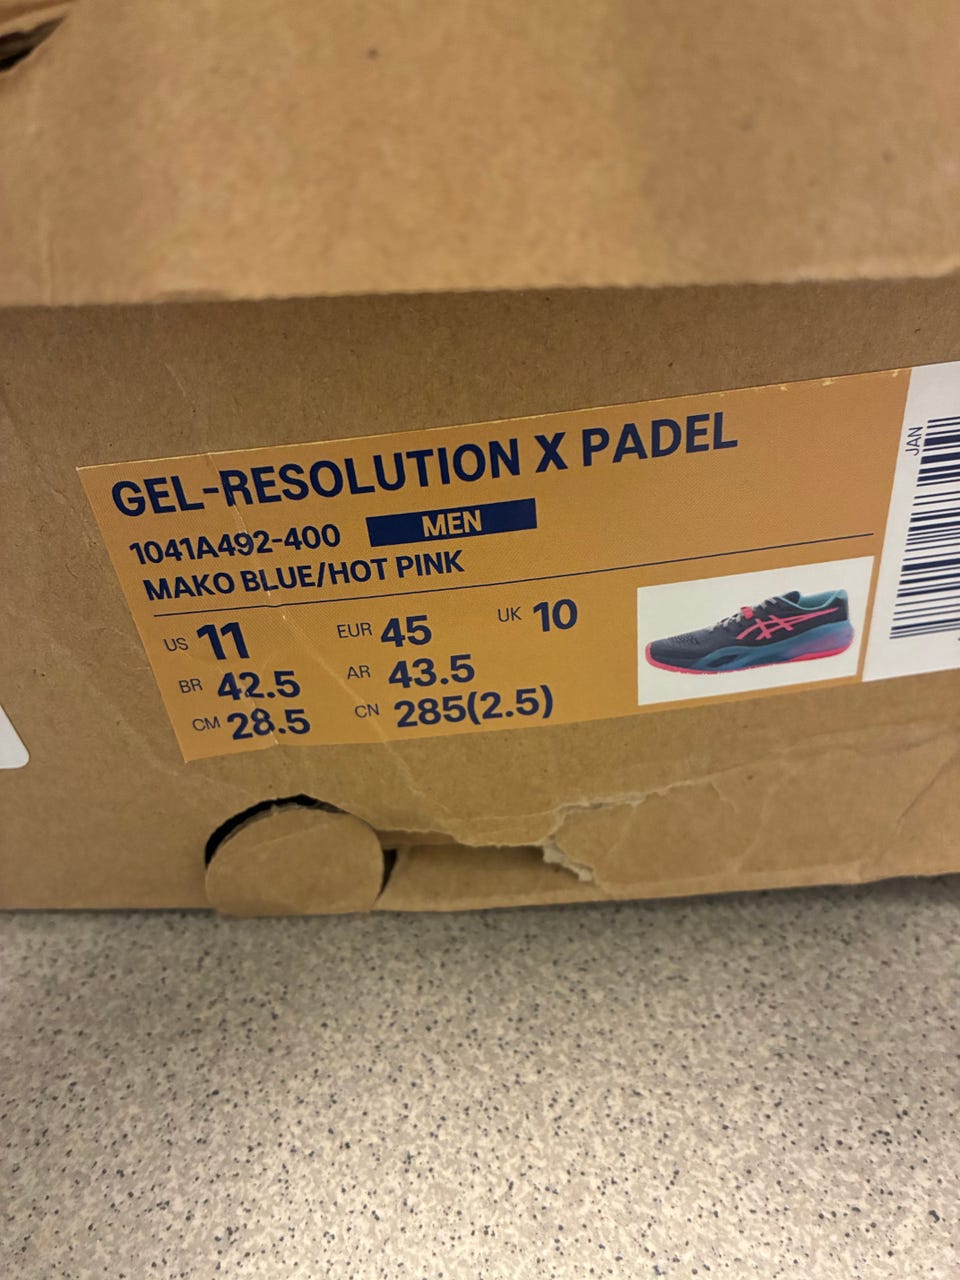 GEL-RESOLUTION X PADEL
1041A492-400 MEN
MAKO BLUE/HOT PINK
US 11 EUR 45 UK 10
BR 42.5 AR 43.5
CM 28.5 CN 285(2.5)
JAN